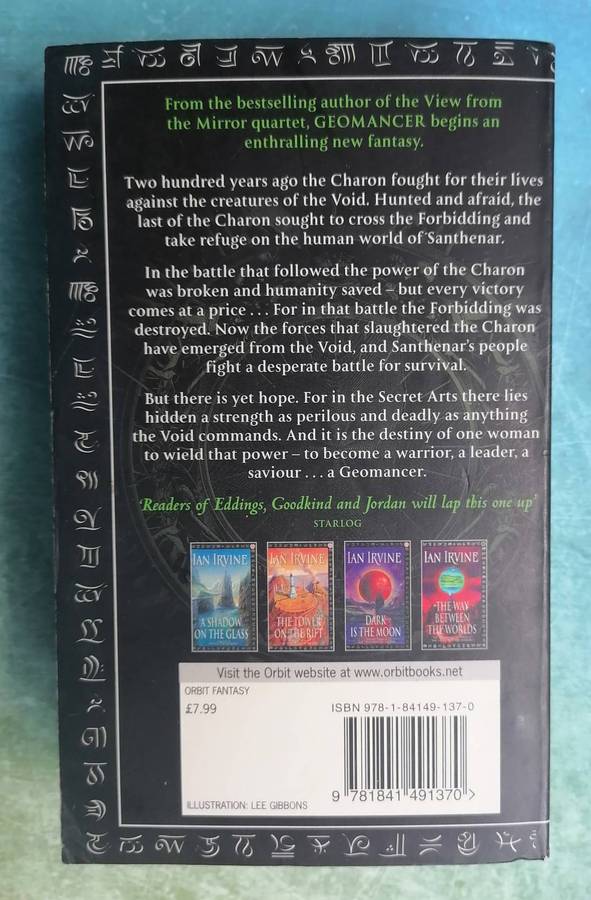 From the bestselling author of the View from
the Mirror quartet, GEOMANCER begins an
enthralling new fantasy.
Two hundred years ago the Charon fought for their lives
against the creatures of the Void. Hunted and afraid, the
last of the Charon sought to cross the Forbidding and
take refuge on the human world of Santhenar.
In the battle that followed the power of the Charon
was broken and humanity saved – but every victory
comes at a price . . . For in that battle the Forbidding was
destroyed. Now the forces that slaughtered the Charon
have emerged from the Void, and Santhenar's people
fight a desperate battle for survival.
But there is yet hope. For in the Secret Arts there lies
hidden a strength as perilous and deadly as anything
the Void commands. And it is the destiny of one woman
to wield that power – to become a warrior, a leader, a
saviour . . . a Geomancer.
'Readers of Eddings, Goodkind and Jordan will lap this one up'
STARLOG
IAN IRVINE
A SHADOW
ON THE GLASS
IAN IRVINE
THE TOWER
ON THE RIFT
IAN IRVINE
DARK
IS THE MOON
IAN IRVINE
THE WAY
BETWEEN
THE WORLDS
Visit the Orbit website at www.orbitbooks.net
ORBIT FANTASY
£7.99
ISBN 978-1-84149-137-0
9 781841 491370 >
ILLUSTRATION: LEE GIBBONS